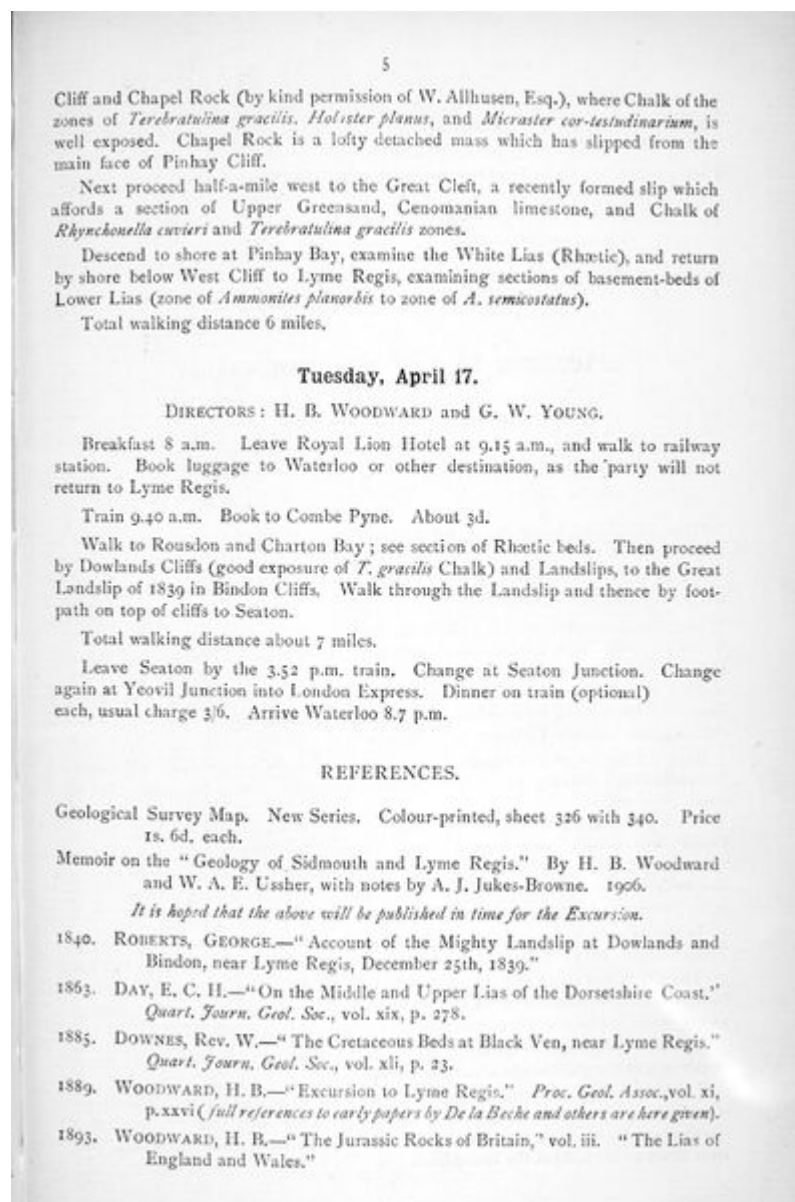 5
Cliff and Chapel Rock (by kind permission of W. Allhusen, Esq.), where Chalk of the
zones of Terebratulina gracilis, Holaster planus, and Micraster cor-testudinarium, is
well exposed. Chapel Rock is a lofty detached mass which has slipped from the
main face of Pinhay Cliff.
Next proceed half-a-mile west to the Great Cleft, a recently formed slip which
affords a section of Upper Greensand, Cenomanian limestone, and Chalk of
Rhynchonella cuvieri and Terebratulina gracilis zones.
Descend to shore at Pinhay Bay, examine the White Lias (Rhætic), and return
by shore below West Cliff to Lyme Regis, examining sections of basement-beds of
Lower Lias (zone of Ammonites planorbis to zone of A. semicostatus).
Total walking distance 6 miles.
Tuesday, April 17.
DIRECTORS: H. B. WOODWARD and G. W. YOUNG.
Breakfast 8 a.m. Leave Royal Lion Hotel at 9.15 a.m., and walk to railway
station. Book luggage to Waterloo or other destination, as the party will not
return to Lyme Regis.
Train 9.40 a.m. Book to Combe Pyne. About 3d.
Walk to Rousdon and Charton Bay; see section of Rhætic beds. Then proceed
by Dowlands Cliffs (good exposure of T. gracilis Chalk) and Landslips, to the Great
Landslip of 1839 in Bindon Cliffs. Walk through the Landslip and thence by foot-
path on top of cliffs to Seaton.
Total walking distance about 7 miles.
Leave Seaton by the 3.52 p.m. train. Change at Seaton Junction. Change
again at Yeovil Junction into London Express. Dinner on train (optional)
each, usual charge 3/6. Arrive Waterloo 8.7 p.m.
REFERENCES.
Geological Survey Map. New Series. Colour-printed, sheet 326 with 340. Price
1s. 6d. each.
Memoir on the "Geology of Sidmouth and Lyme Regis." By H. B. Woodward
and W. A. E. Ussher, with notes by A. J. Jukes-Browne. 1906.
It is hoped that the above will be published in time for the Excursion.
1840. ROBERTS, GEORGE.—"Account of the Mighty Landslip at Dowlands and
Bindon, near Lyme Regis, December 25th, 1839."
1863. DAY, E. C. H.—"On the Middle and Upper Lias of the Dorsetshire Coast."
Quart. Journ. Geol. Soc., vol. xix, p. 278.
1885. DOWNES, Rev. W.—"The Cretaceous Beds at Black Ven, near Lyme Regis."
Quart. Journ. Geol. Soc., vol. xli, p. 23.
1889. WOODWARD, H. B.—"Excursion to Lyme Regis." Proc. Geol. Assoc., vol. xi,
p. xxvi (full references to early papers by De la Beche and others are here given).
1893. WOODWARD, H. B.—"The Jurassic Rocks of Britain," vol. iii. "The Lias of
England and Wales."